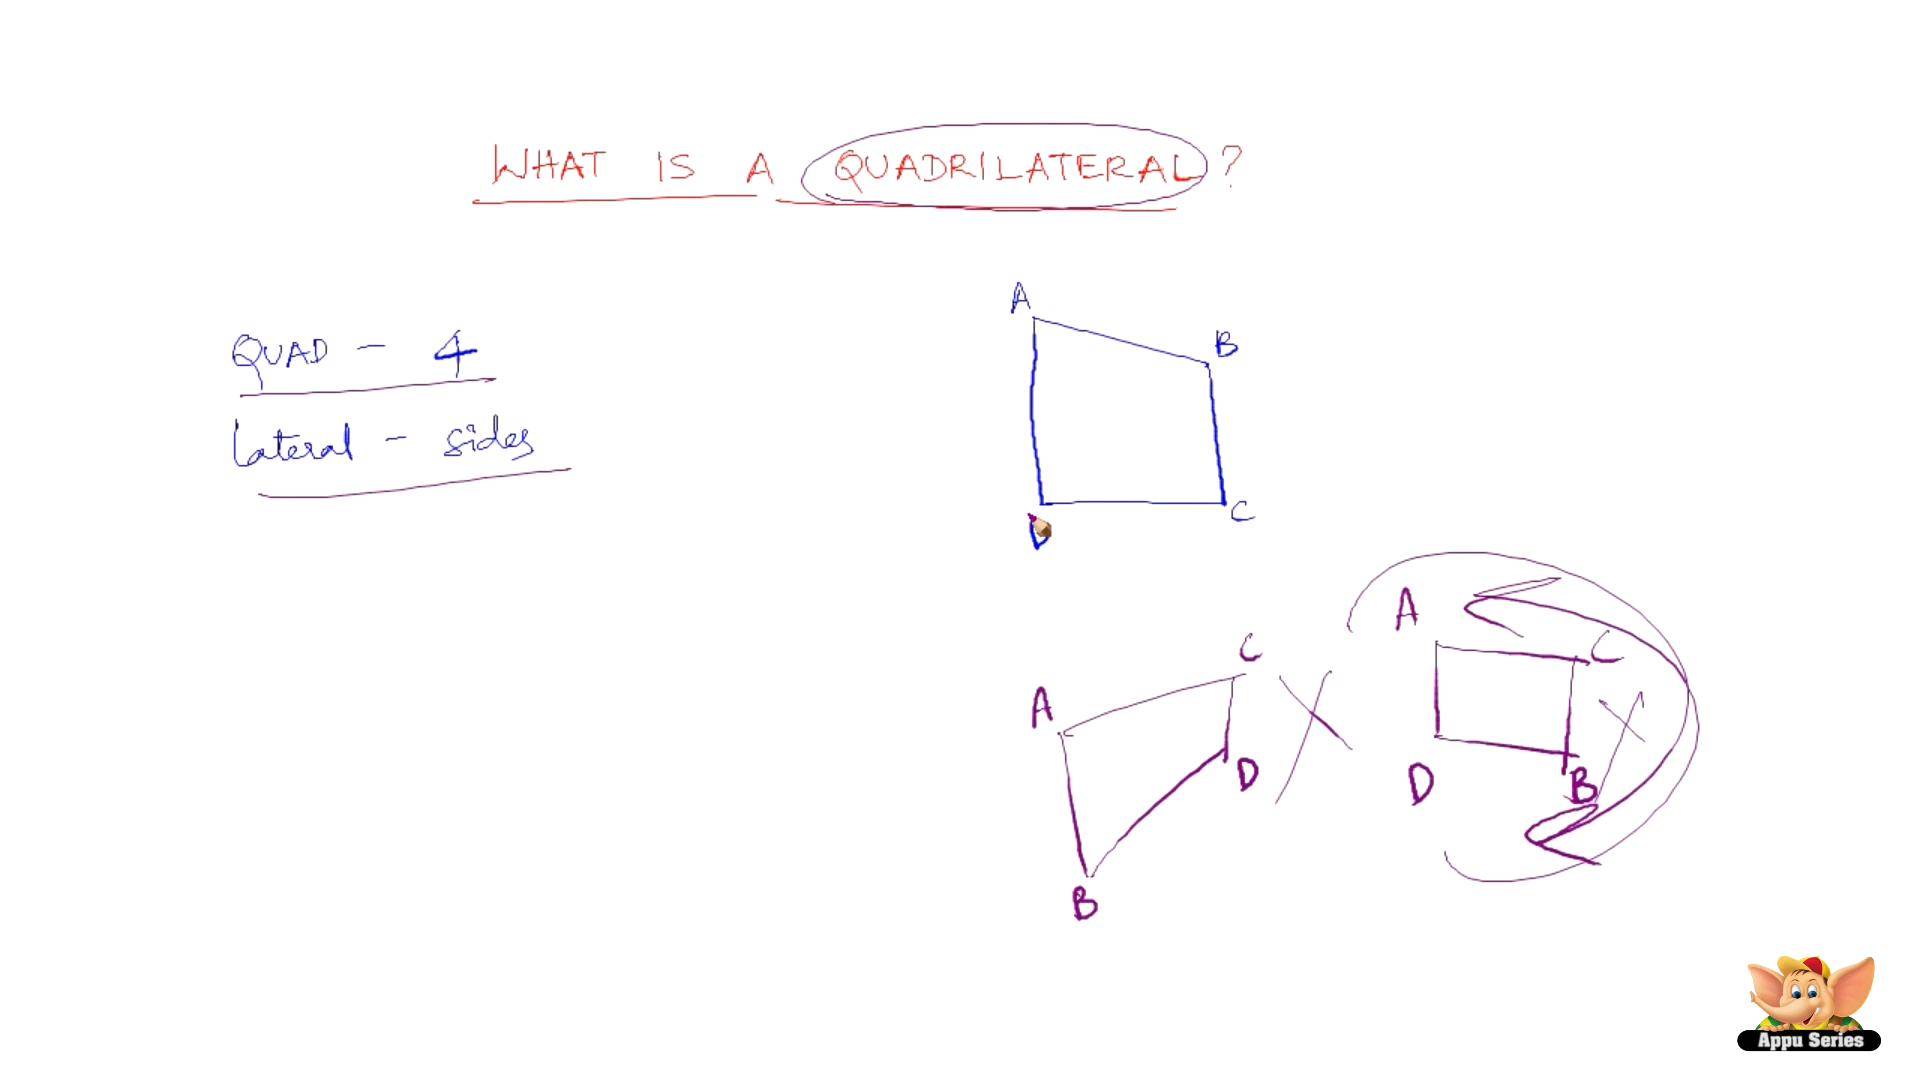 WHAT IS A QUADRILATERAL?
QUAD - 4
lateral - sides
A
B
C
D
A
C
D
B
A
C
D
B
Appu Series